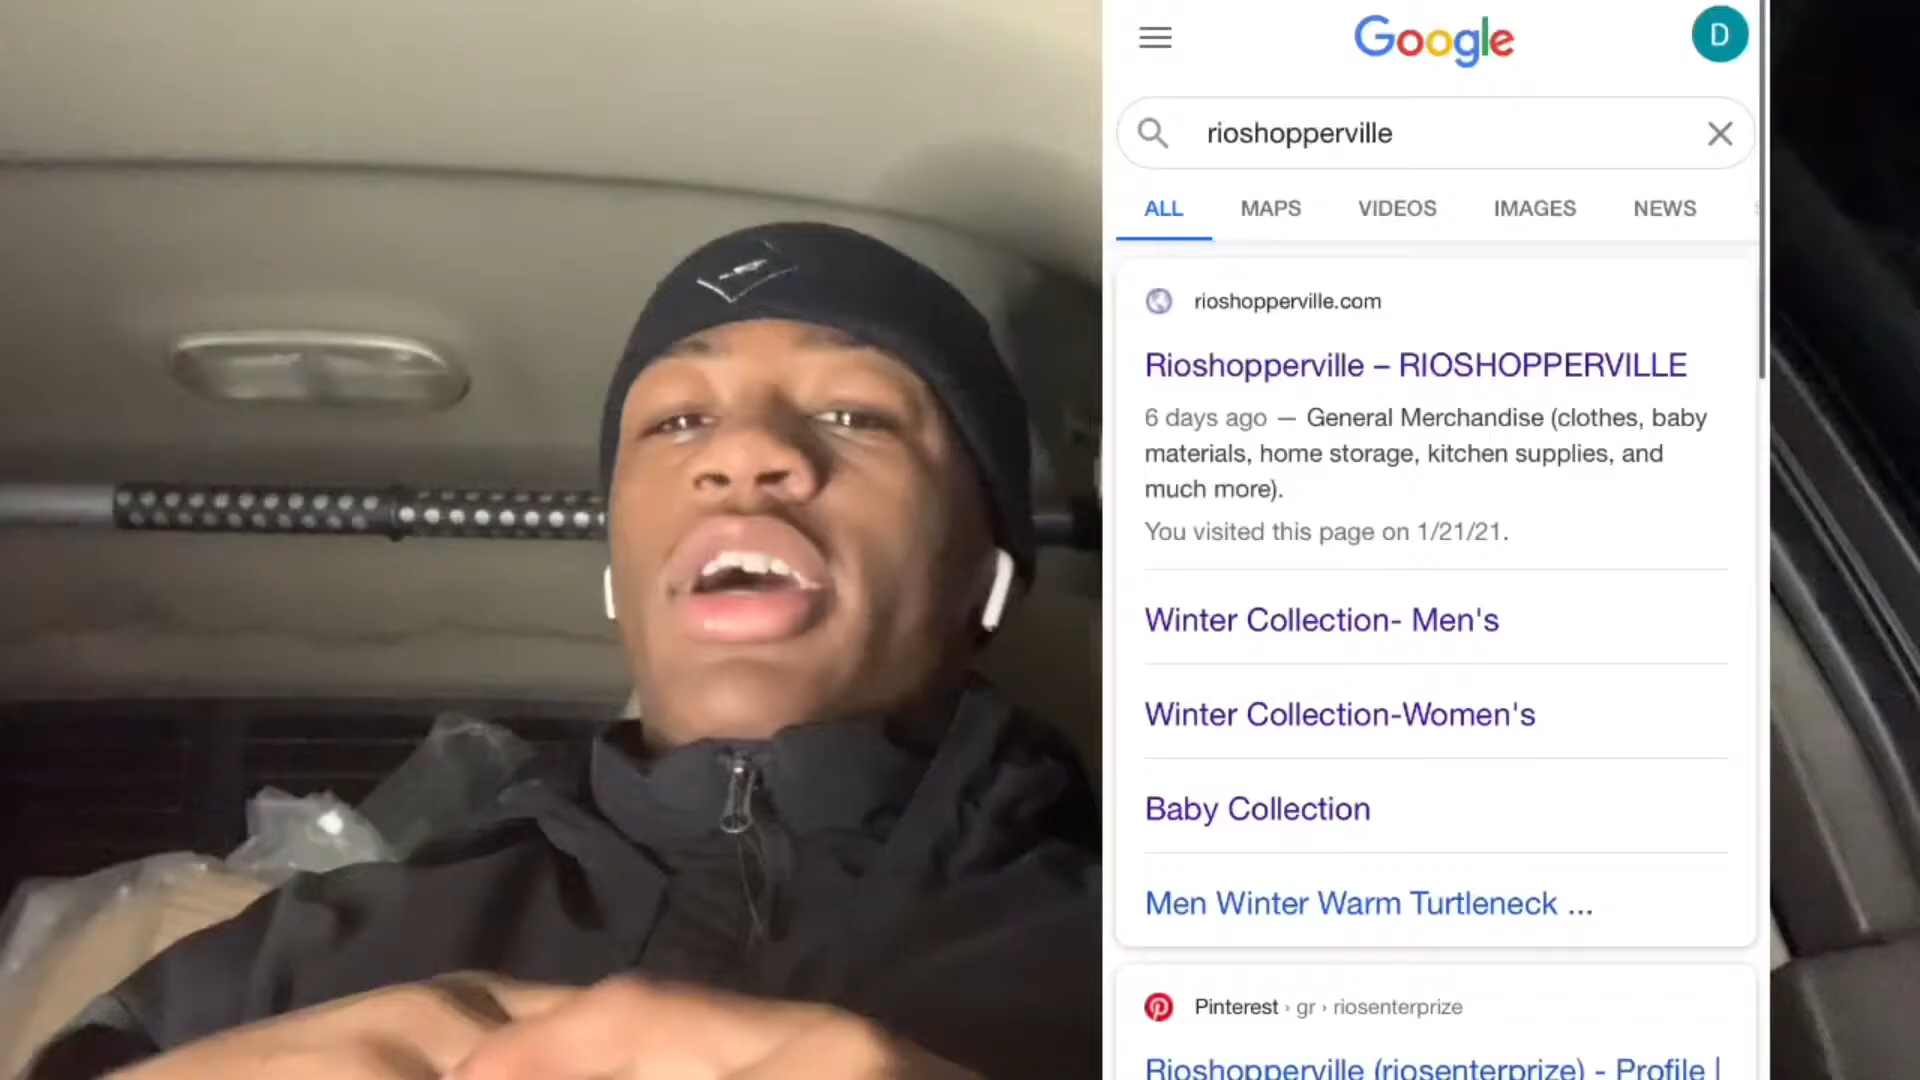 Google
D
rioshopperville
ALL MAPS VIDEOS IMAGES NEWS
rioshopperville.com
Rioshopperville – RIOSHOPPERVILLE
6 days ago — General Merchandise (clothes, baby
materials, home storage, kitchen supplies, and
much more).
You visited this page on 1/21/21.
Winter Collection- Men's
Winter Collection-Women's
Baby Collection
Men Winter Warm Turtleneck ...
Pinterest › gr › riosenterprize
Rioshopperville (riosenterprize) - Profile |